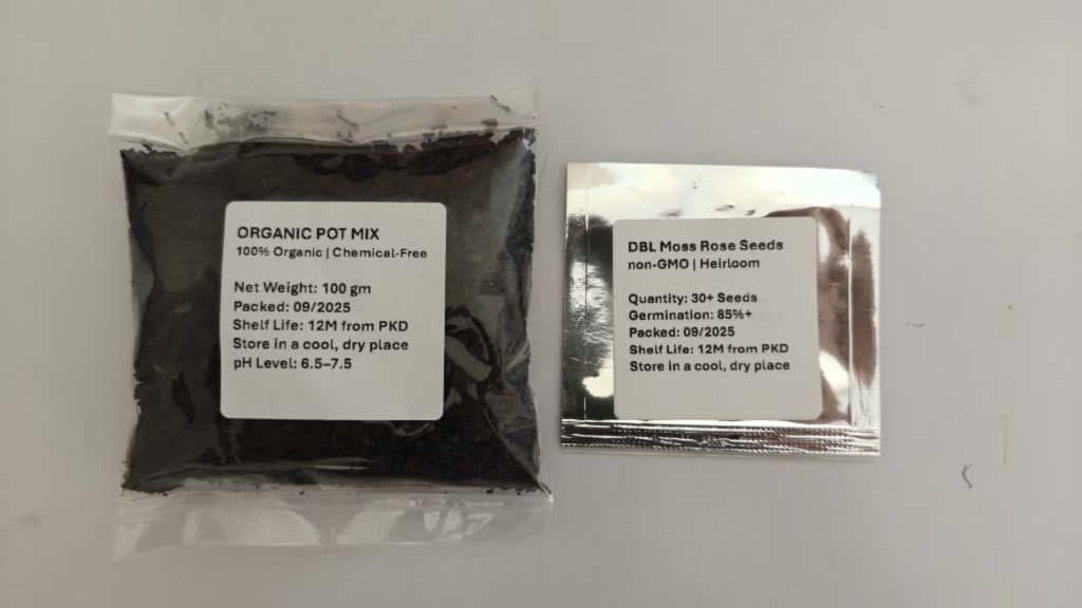 ORGANIC POT MIX
100% Organic | Chemical-Free
Net Weight: 100 gm
Packed: 09/2025
Shelf Life: 12M from PKD
Store in a cool, dry place
pH Level: 6.5–7.5
DBL Moss Rose Seeds
non-GMO | Heirloom
Quantity: 30+ Seeds
Germination: 85%+
Packed: 09/2025
Shelf Life: 12M from PKD
Store in a cool, dry place